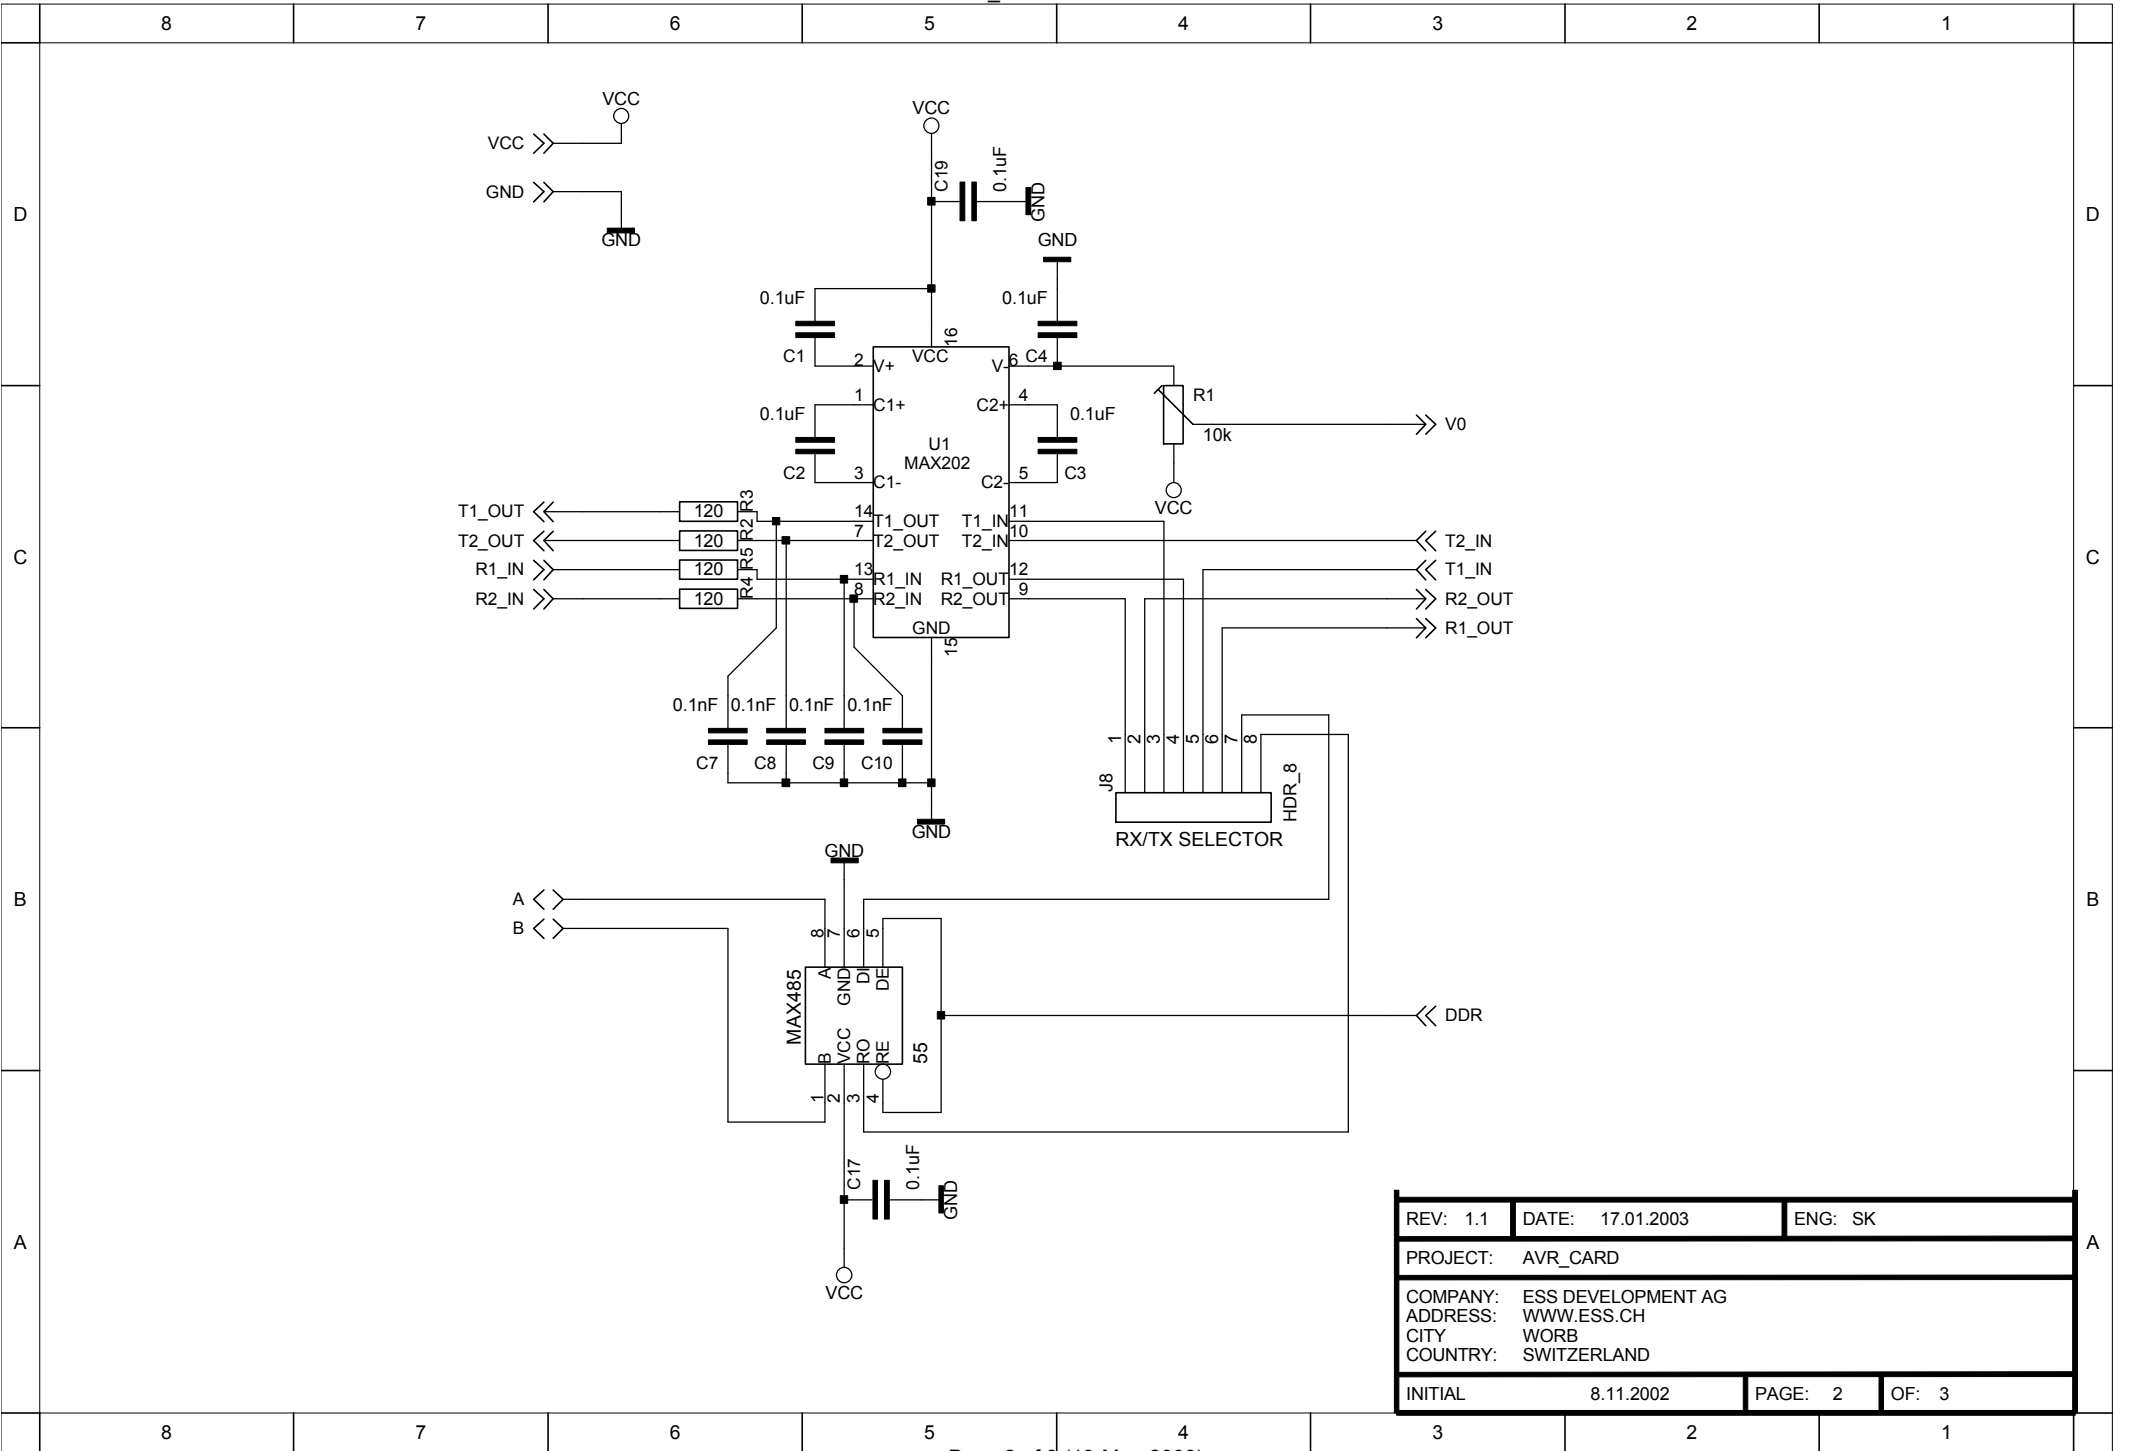 8 7 6 5 4 3 2 1
D
C
B
A
D
C
B
A
VCC
VCC
GND
GND
VCC
C19
0.1uF
GND
GND
0.1uF
C1
0.1uF
C4
16
VCC
2 V+
V- 6
1 C1+
C2+ 4
0.1uF
C2
0.1uF
C3
U1
MAX202
3 C1-
C2- 5
R1
10k
V0
VCC
T1_OUT 120 R3 14 T1_OUT T1_IN 11
T2_OUT 120 R2 7 T2_OUT T2_IN 10 T2_IN
R1_IN 120 R5 13 R1_IN R1_OUT 12 T1_IN
R2_IN 120 R4 8 R2_IN R2_OUT 9 R2_OUT
GND
15
R1_OUT
0.1nF 0.1nF 0.1nF 0.1nF
C7 C8 C9 C10
GND
1 2 3 4 5 6 7 8
J8
HDR_8
RX/TX SELECTOR
GND
A
B
8 7 6 5
A GND DI DE
MAX485
55
B VCC RO RE
1 2 3 4
DDR
C17
0.1uF
GND
VCC
REV: 1.1 DATE: 17.01.2003 ENG: SK
PROJECT: AVR_CARD
COMPANY: ESS DEVELOPMENT AG
ADDRESS: WWW.ESS.CH
CITY WORB
COUNTRY: SWITZERLAND
INITIAL 8.11.2002 PAGE: 2 OF: 3
8 7 6 5 4 3 2 1